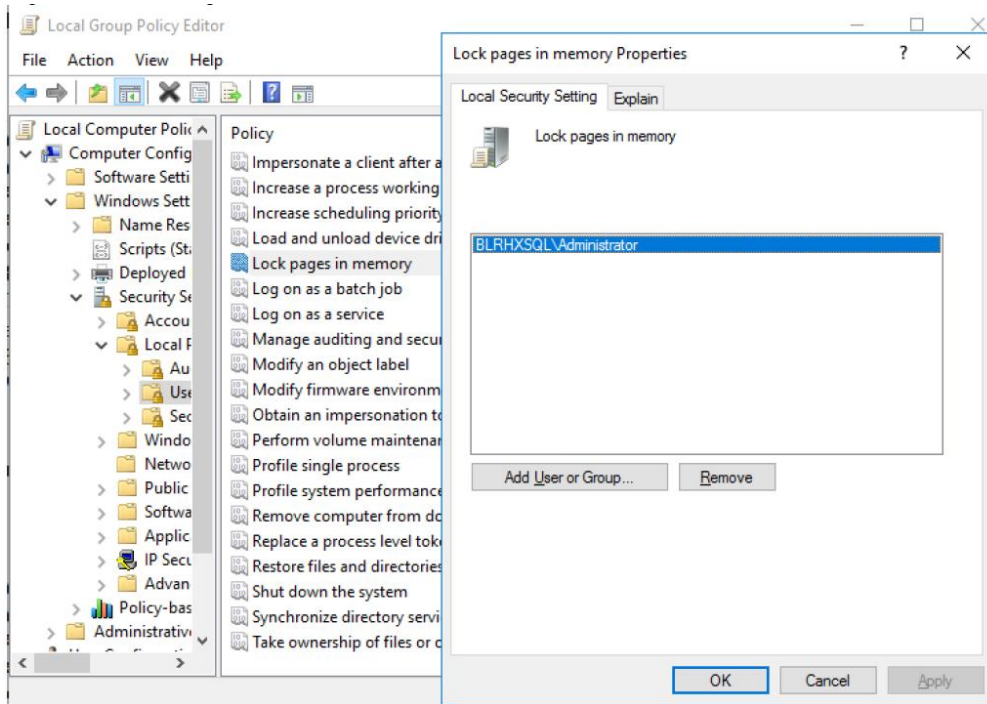 Local Group Policy Editor
File Action View Help
Local Computer Polic
Computer Config
Software Setti
Windows Sett
Name Res
Scripts (Sta
Deployed
Security Se
Accou
Local P
Au
Use
Sec
Windo
Netwo
Public
Softwa
Applic
IP Secu
Advan
Policy-bas
Administrativ
Policy
Impersonate a client after a
Increase a process working
Increase scheduling priority
Load and unload device dri
Lock pages in memory
Log on as a batch job
Log on as a service
Manage auditing and secur
Modify an object label
Modify firmware environm
Obtain an impersonation to
Perform volume maintenan
Profile single process
Profile system performance
Remove computer from do
Replace a process level toke
Restore files and directories
Shut down the system
Synchronize directory servi
Take ownership of files or o
Lock pages in memory Properties
Local Security Setting Explain
Lock pages in memory
BLRHXSQL\Administrator
Add User or Group... Remove
OK Cancel Apply